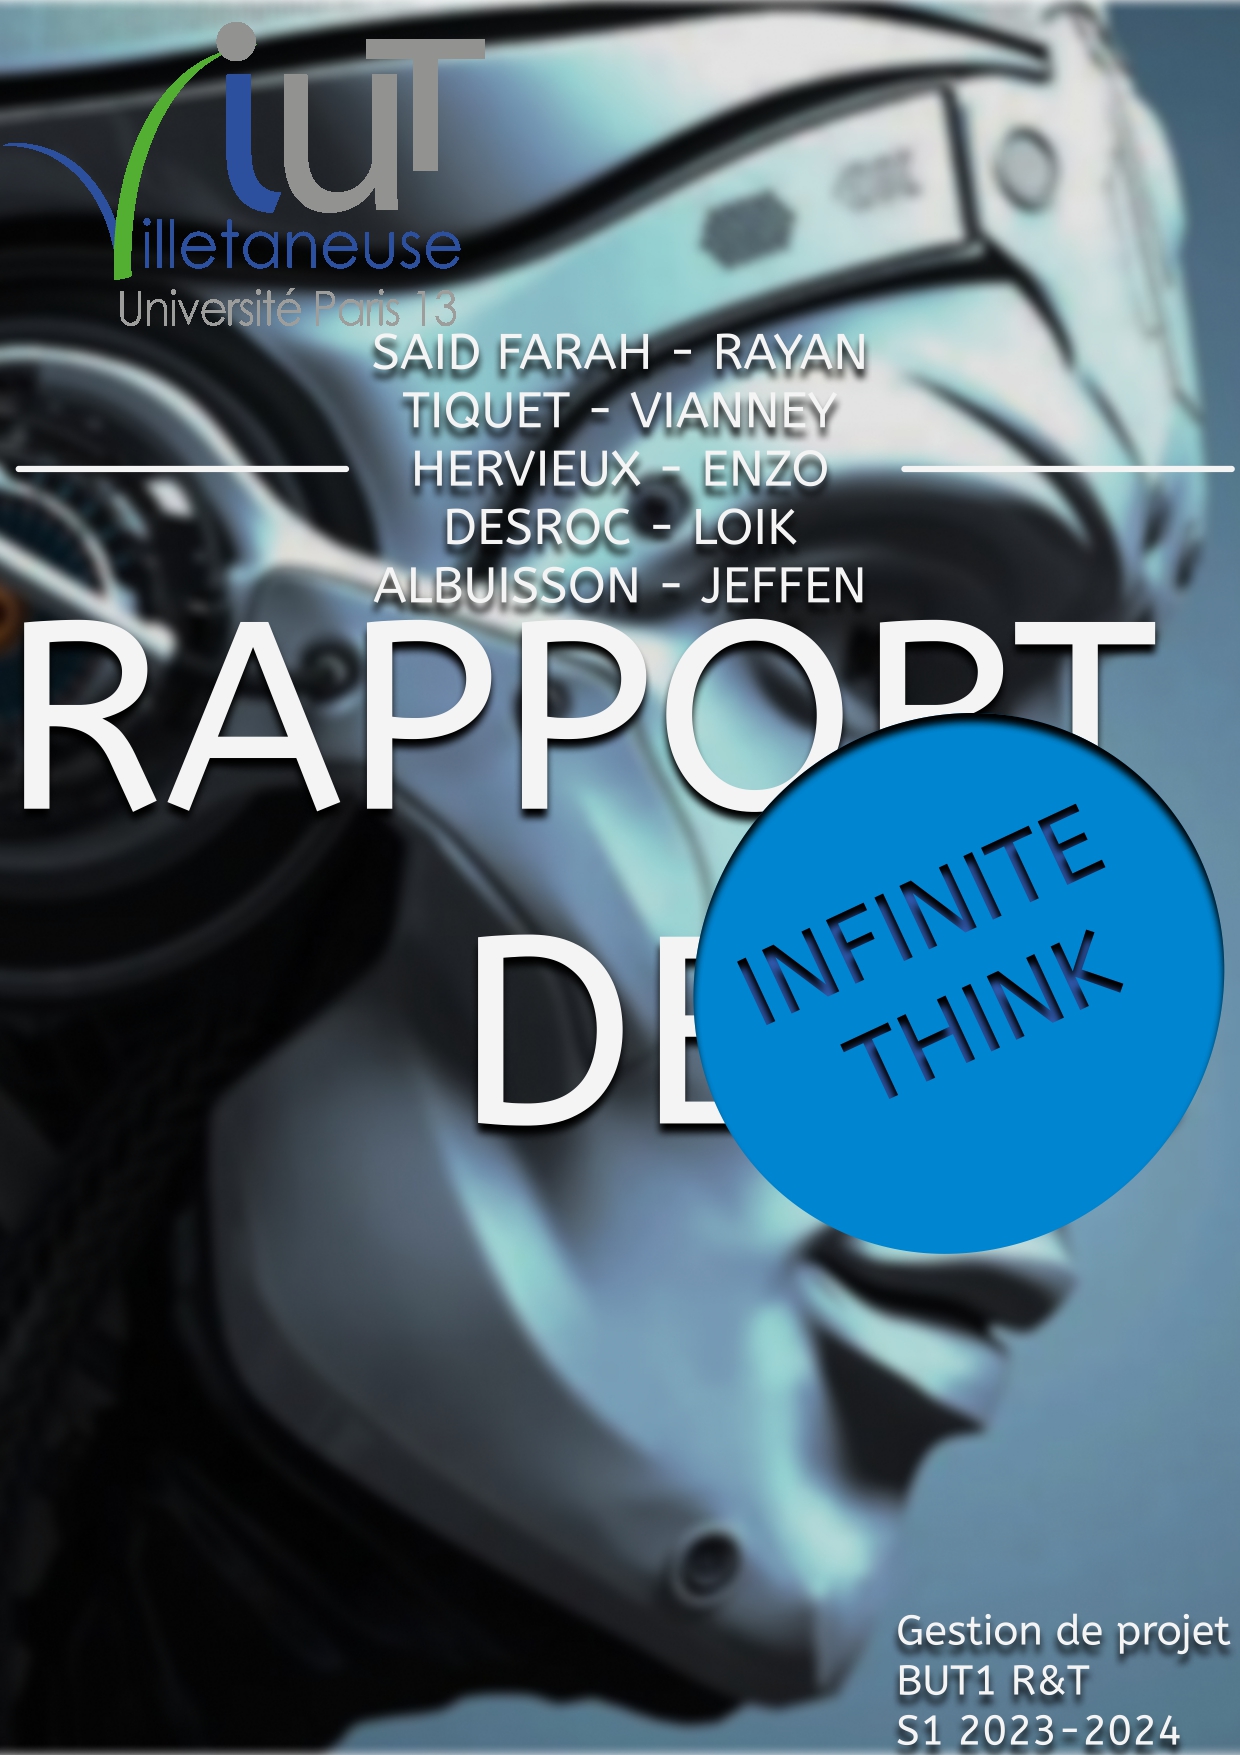 iuT
Villetaneuse
Université Paris 13
SAID FARAH - RAYAN
TIQUET - VIANNEY
HERVIEUX - ENZO
DESROC - LOIK
ALBUISSON - JEFFEN
RAPPORT
DE
INFINITE
THINK
Gestion de projet
BUT1 R&T
S1 2023-2024